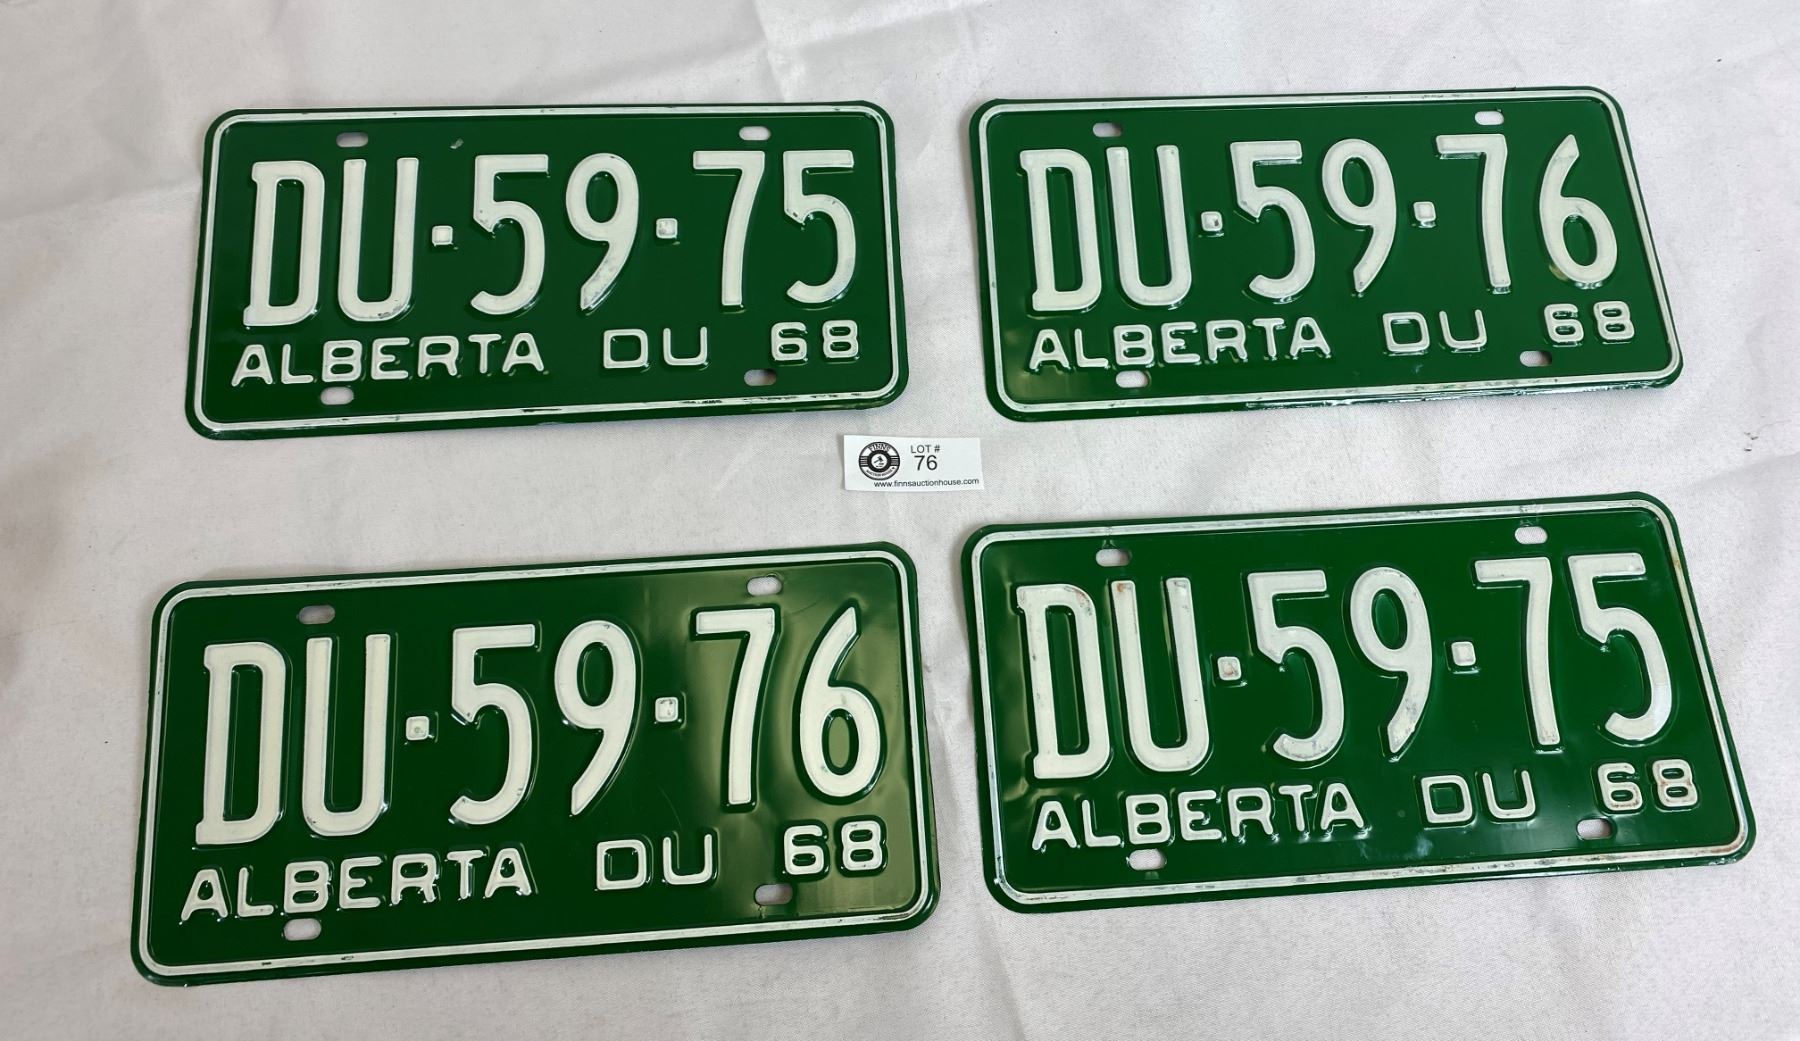 DU·59·75
ALBERTA DU 68
DU·59·76
ALBERTA DU 68
FINNS
LOT #
76
www.finnsauctionhouse.com
DU·59·76
ALBERTA DU 68
DU·59·75
ALBERTA DU 68